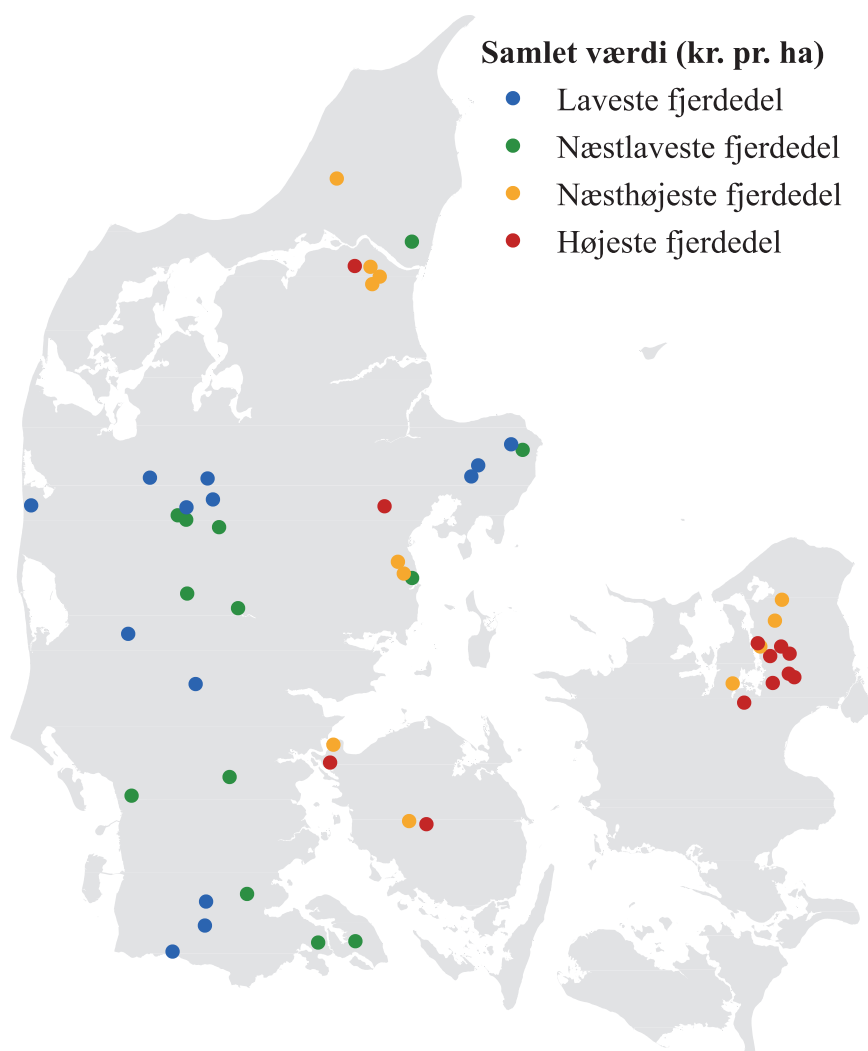 Samlet værdi (kr. pr. ha)
Laveste fjerdedel
Næstlaveste fjerdedel
Næsthøjeste fjerdedel
Højeste fjerdedel